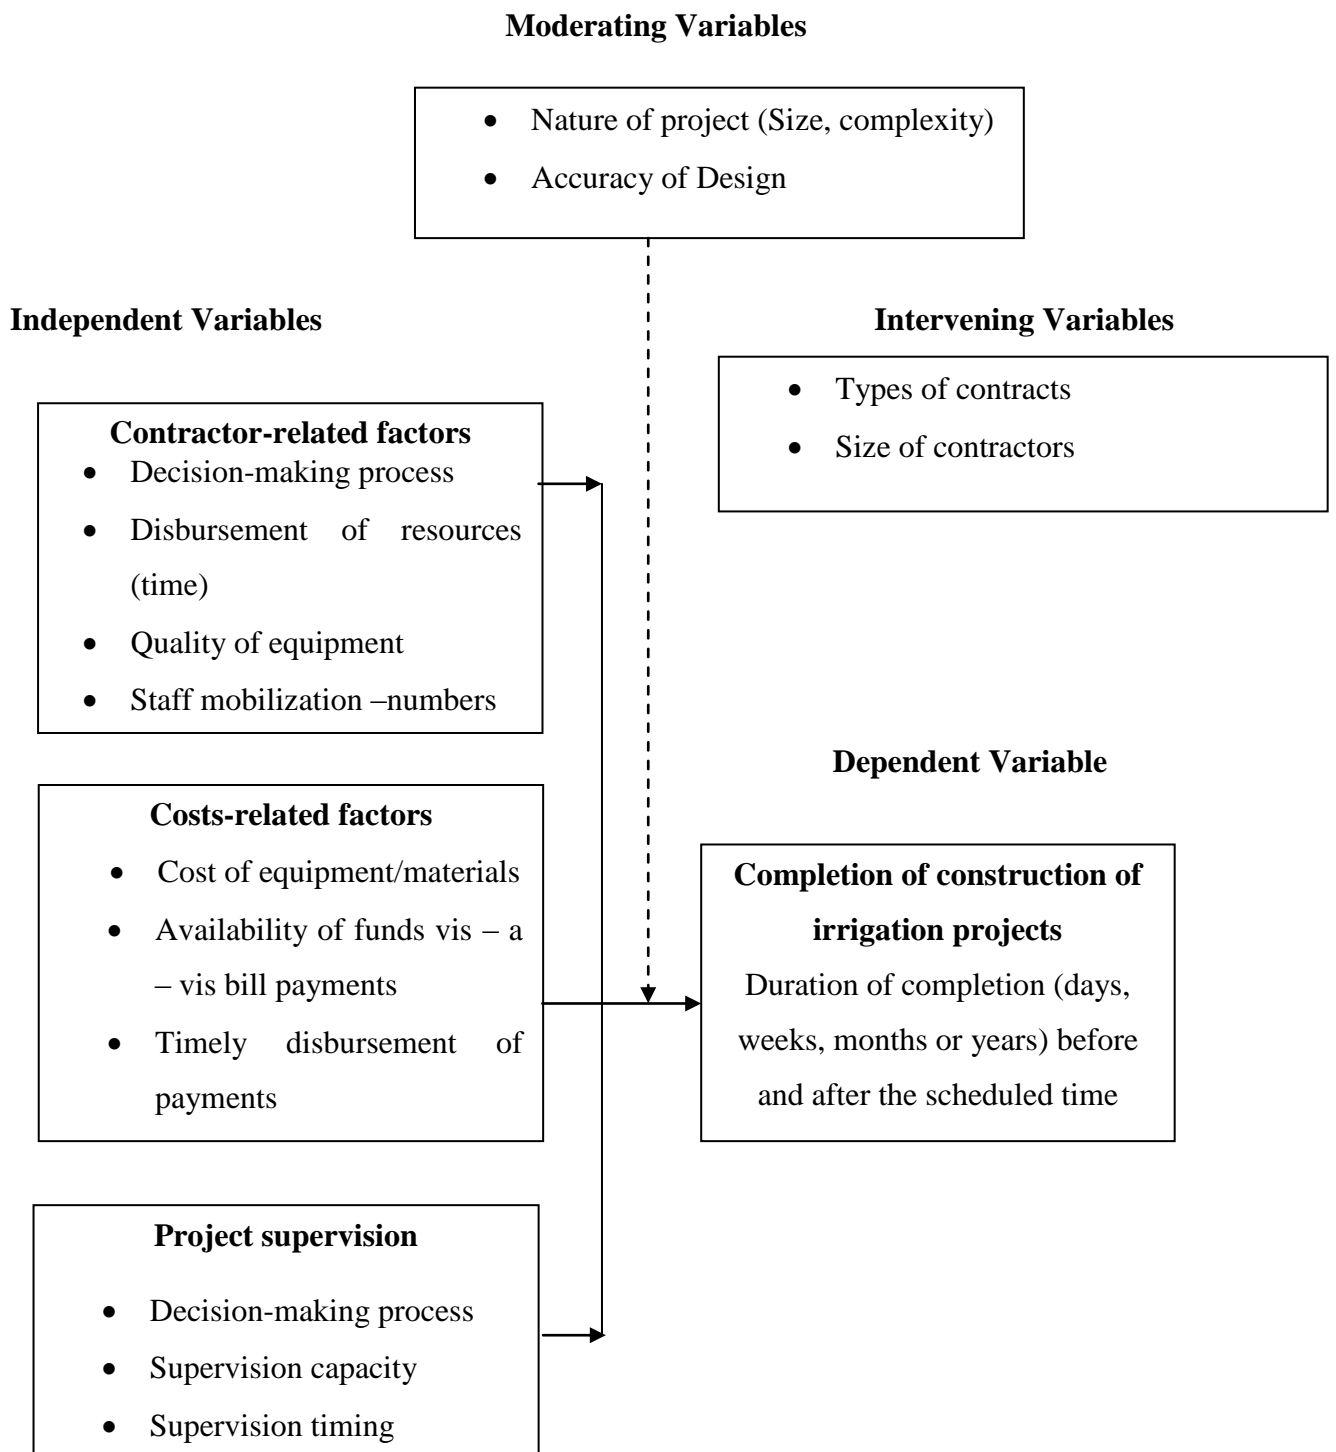 Moderating Variables
• Nature of project (Size, complexity)
• Accuracy of Design
Independent Variables
Intervening Variables
• Types of contracts
• Size of contractors
Contractor-related factors
• Decision-making process
• Disbursement of resources
(time)
• Quality of equipment
• Staff mobilization –numbers
Dependent Variable
Costs-related factors
• Cost of equipment/materials
• Availability of funds vis – a
– vis bill payments
• Timely disbursement of
payments
Completion of construction of
irrigation projects
Duration of completion (days,
weeks, months or years) before
and after the scheduled time
Project supervision
• Decision-making process
• Supervision capacity
• Supervision timing